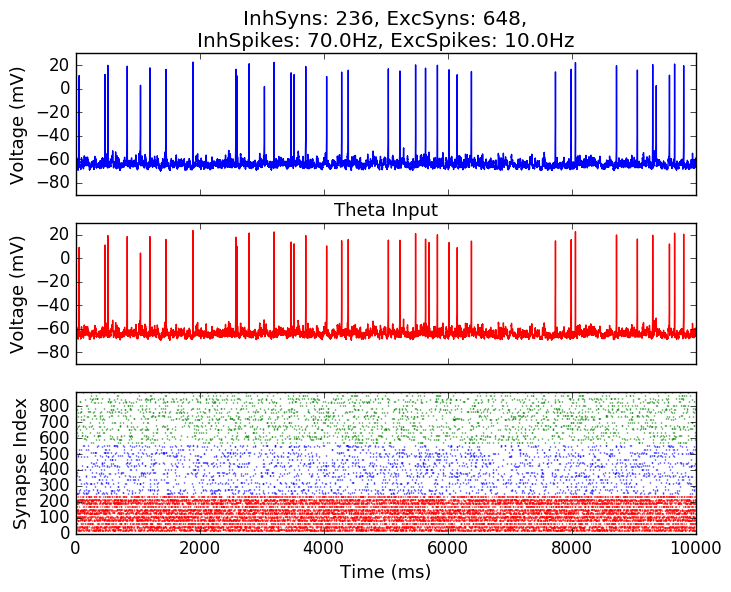 InhSyns: 236, ExcSyns: 648,
InhSpikes: 70.0Hz, ExcSpikes: 10.0Hz
Voltage (mV)
20
0
−20
−40
−60
−80
Theta Input
Voltage (mV)
20
0
−20
−40
−60
−80
Synapse Index
800
700
600
500
400
300
200
100
0
0 2000 4000 6000 8000 10000
Time (ms)